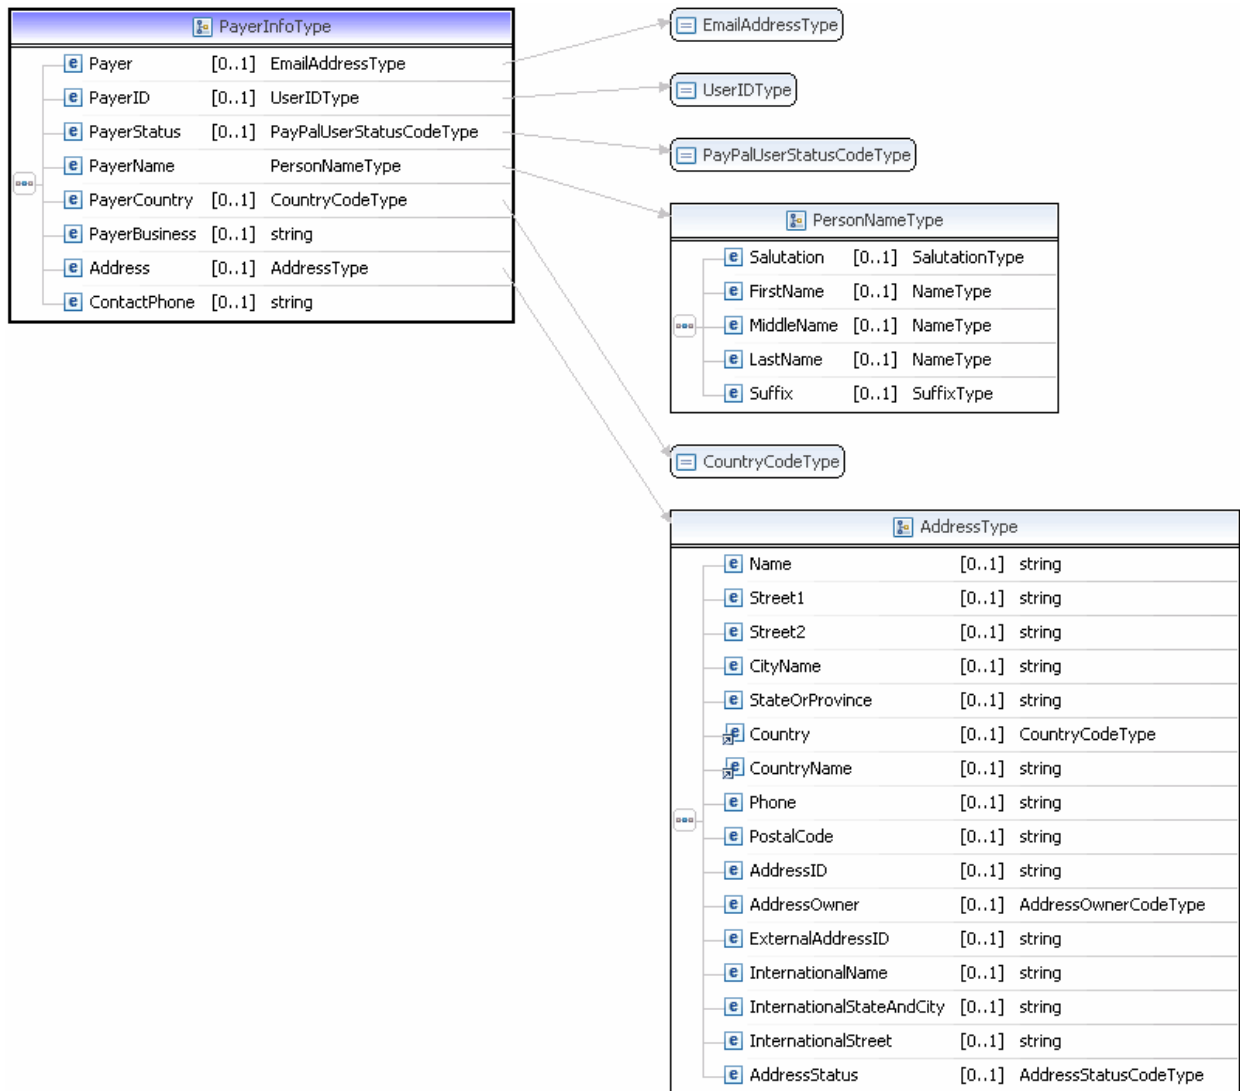 PayerInfoType
e Payer [0..1] EmailAddressType
e PayerID [0..1] UserIDType
e PayerStatus [0..1] PayPalUserStatusCodeType
e PayerName PersonNameType
e PayerCountry [0..1] CountryCodeType
e PayerBusiness [0..1] string
e Address [0..1] AddressType
e ContactPhone [0..1] string
EmailAddressType
UserIDType
PayPalUserStatusCodeType
PersonNameType
e Salutation [0..1] SalutationType
e FirstName [0..1] NameType
e MiddleName [0..1] NameType
e LastName [0..1] NameType
e Suffix [0..1] SuffixType
CountryCodeType
AddressType
e Name [0..1] string
e Street1 [0..1] string
e Street2 [0..1] string
e CityName [0..1] string
e StateOrProvince [0..1] string
e Country [0..1] CountryCodeType
e CountryName [0..1] string
e Phone [0..1] string
e PostalCode [0..1] string
e AddressID [0..1] string
e AddressOwner [0..1] AddressOwnerCodeType
e ExternalAddressID [0..1] string
e InternationalName [0..1] string
e InternationalStateAndCity [0..1] string
e InternationalStreet [0..1] string
e AddressStatus [0..1] AddressStatusCodeType